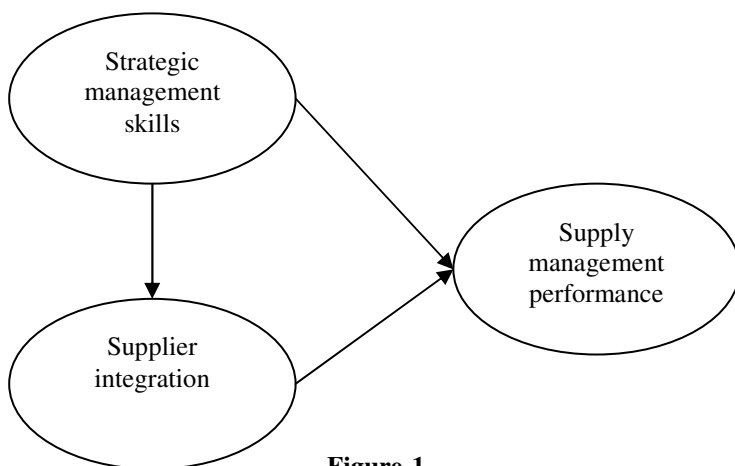 Strategic
management
skills
Supply
management
performance
Supplier
integration
Figure 1